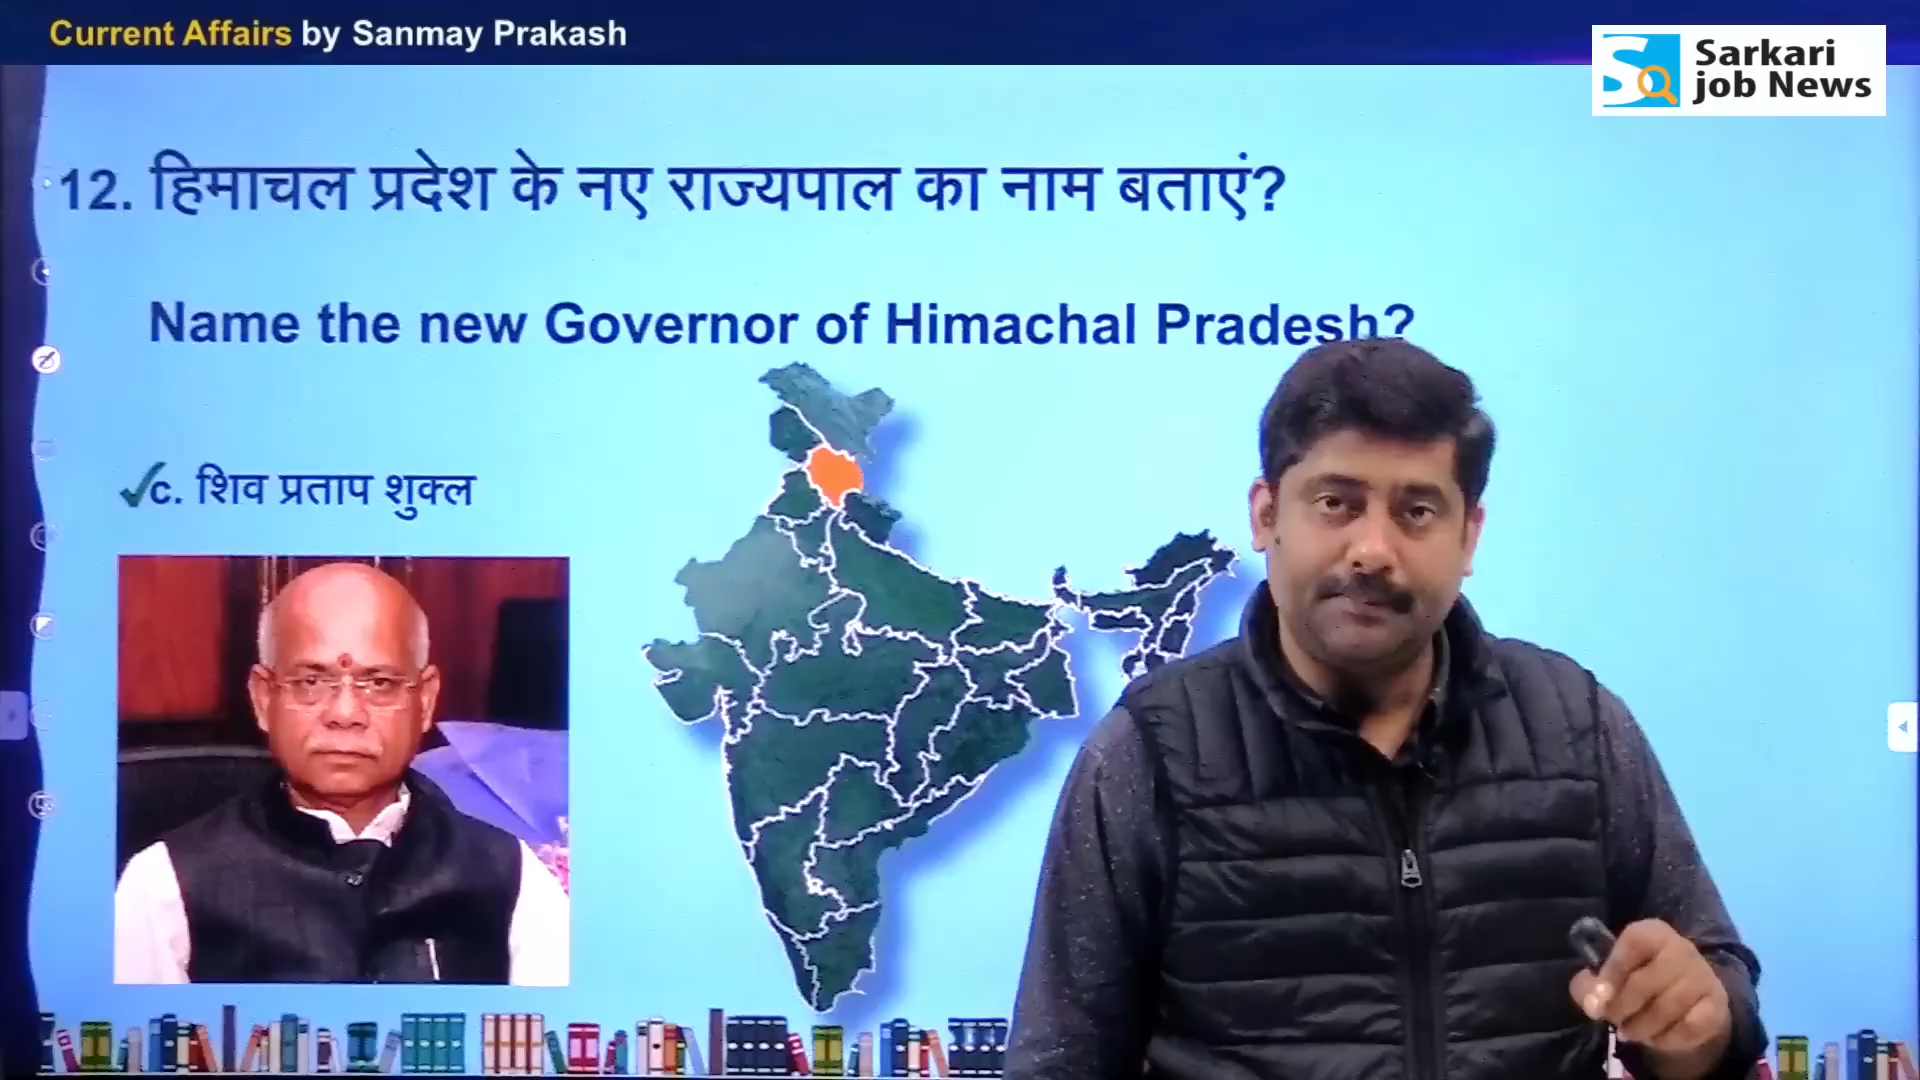 Current Affairs by Sanmay Prakash
Sarkari
job News
12. हिमाचल प्रदेश के नए राज्यपाल का नाम बताएं?
Name the new Governor of Himachal Pradesh?
c. शिव प्रताप शुक्ल